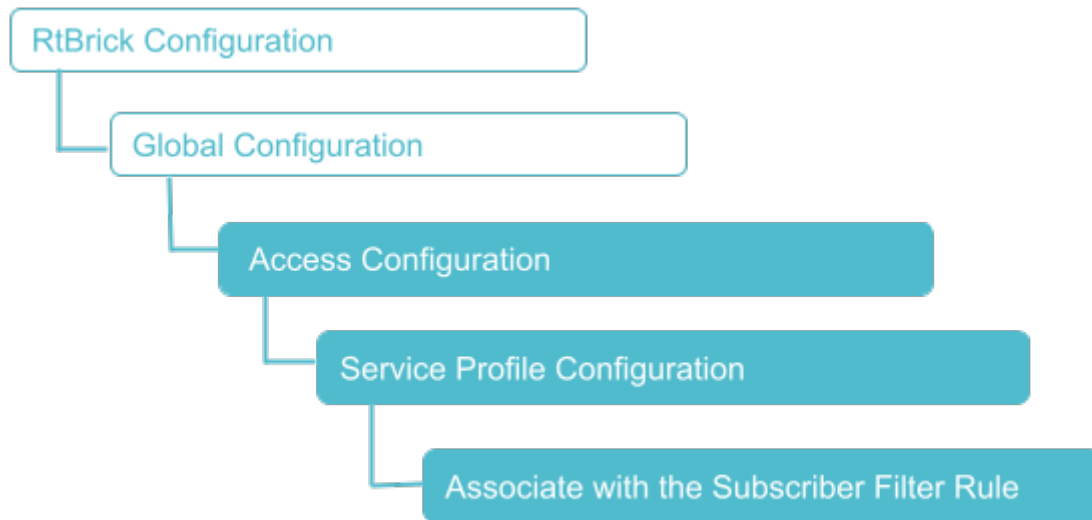 RtBrick Configuration
Global Configuration
Access Configuration
Service Profile Configuration
Associate with the Subscriber Filter Rule